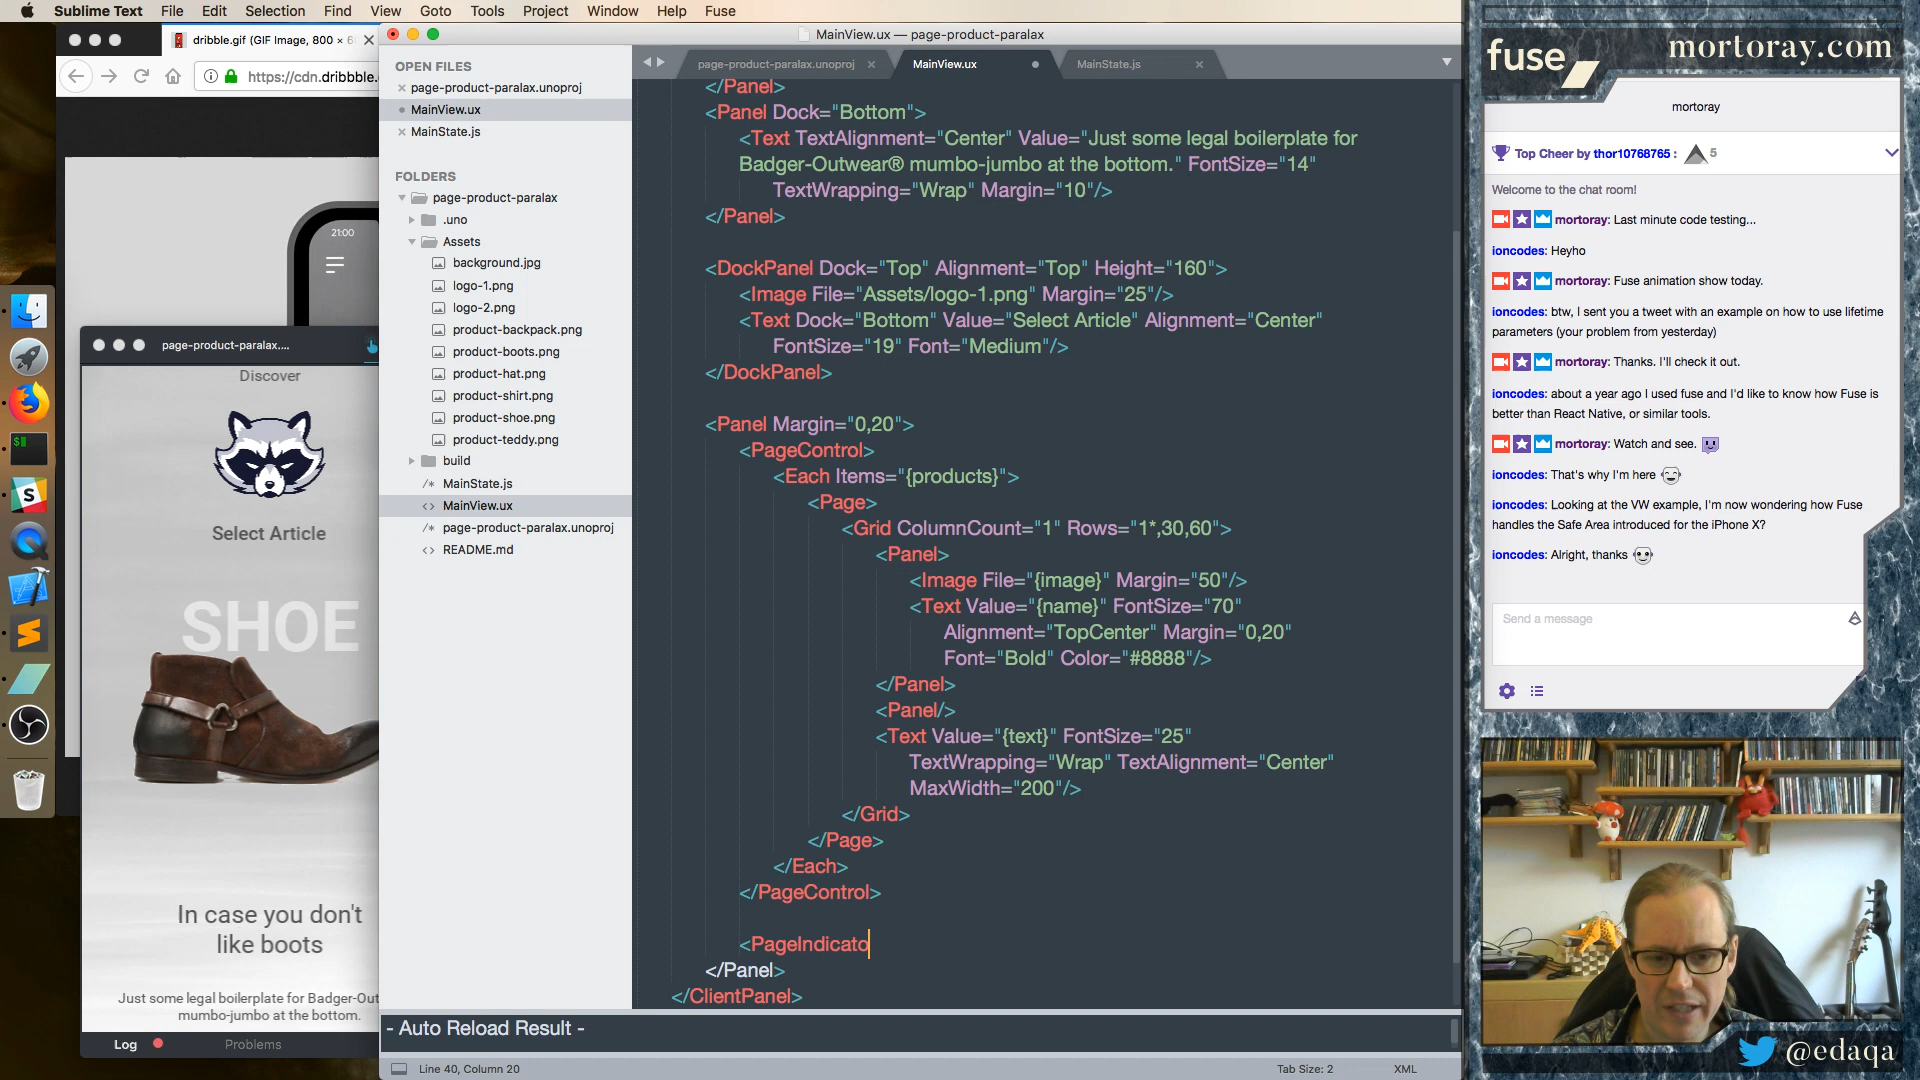 Sublime Text File Edit Selection Find View Goto Tools Project Window Help Fuse
dribble.gif (GIF Image, 800 × 6
https://cdn.dribbble.
21:00
page-product-paralax....
Discover
Select Article
SHOE
In case you don't
like boots
Just some legal boilerplate for Badger-Out
mumbo-jumbo at the bottom.
Log Problems
MainView.ux — page-product-paralax
OPEN FILES
page-product-paralax.unoproj
MainView.ux
MainState.js
FOLDERS
page-product-paralax
.uno
Assets
background.jpg
logo-1.png
logo-2.png
product-backpack.png
product-boots.png
product-hat.png
product-shirt.png
product-shoe.png
product-teddy.png
build
MainState.js
MainView.ux
page-product-paralax.unoproj
README.md
page-product-paralax.unoproj MainView.ux MainState.js
</Panel>
<Panel Dock="Bottom">
<Text TextAlignment="Center" Value="Just some legal boilerplate for
Badger-Outwear® mumbo-jumbo at the bottom." FontSize="14"
TextWrapping="Wrap" Margin="10"/>
</Panel>
<DockPanel Dock="Top" Alignment="Top" Height="160">
<Image File="Assets/logo-1.png" Margin="25"/>
<Text Dock="Bottom" Value="Select Article" Alignment="Center"
FontSize="19" Font="Medium"/>
</DockPanel>
<Panel Margin="0,20">
<PageControl>
<Each Items="{products}">
<Page>
<Grid ColumnCount="1" Rows="1*,30,60">
<Panel>
<Image File="{image}" Margin="50"/>
<Text Value="{name}" FontSize="70"
Alignment="TopCenter" Margin="0,20"
Font="Bold" Color="#8888"/>
</Panel>
<Panel/>
<Text Value="{text}" FontSize="25"
TextWrapping="Wrap" TextAlignment="Center"
MaxWidth="200"/>
</Grid>
</Page>
</Each>
</PageControl>
<PageIndicato
</Panel>
</ClientPanel>
- Auto Reload Result -
Line 40, Column 20 Tab Size: 2 XML
fuse mortoray.com
mortoray
Top Cheer by thor10768765 : 5
Welcome to the chat room!
mortoray: Last minute code testing...
ioncodes: Heyho
mortoray: Fuse animation show today.
ioncodes: btw, I sent you a tweet with an example on how to use lifetime
parameters (your problem from yesterday)
mortoray: Thanks. I'll check it out.
ioncodes: about a year ago I used fuse and I'd like to know how Fuse is
better than React Native, or similar tools.
mortoray: Watch and see.
ioncodes: That's why I'm here
ioncodes: Looking at the VW example, I'm now wondering how Fuse
handles the Safe Area introduced for the iPhone X?
ioncodes: Alright, thanks
Send a message
@edaqa